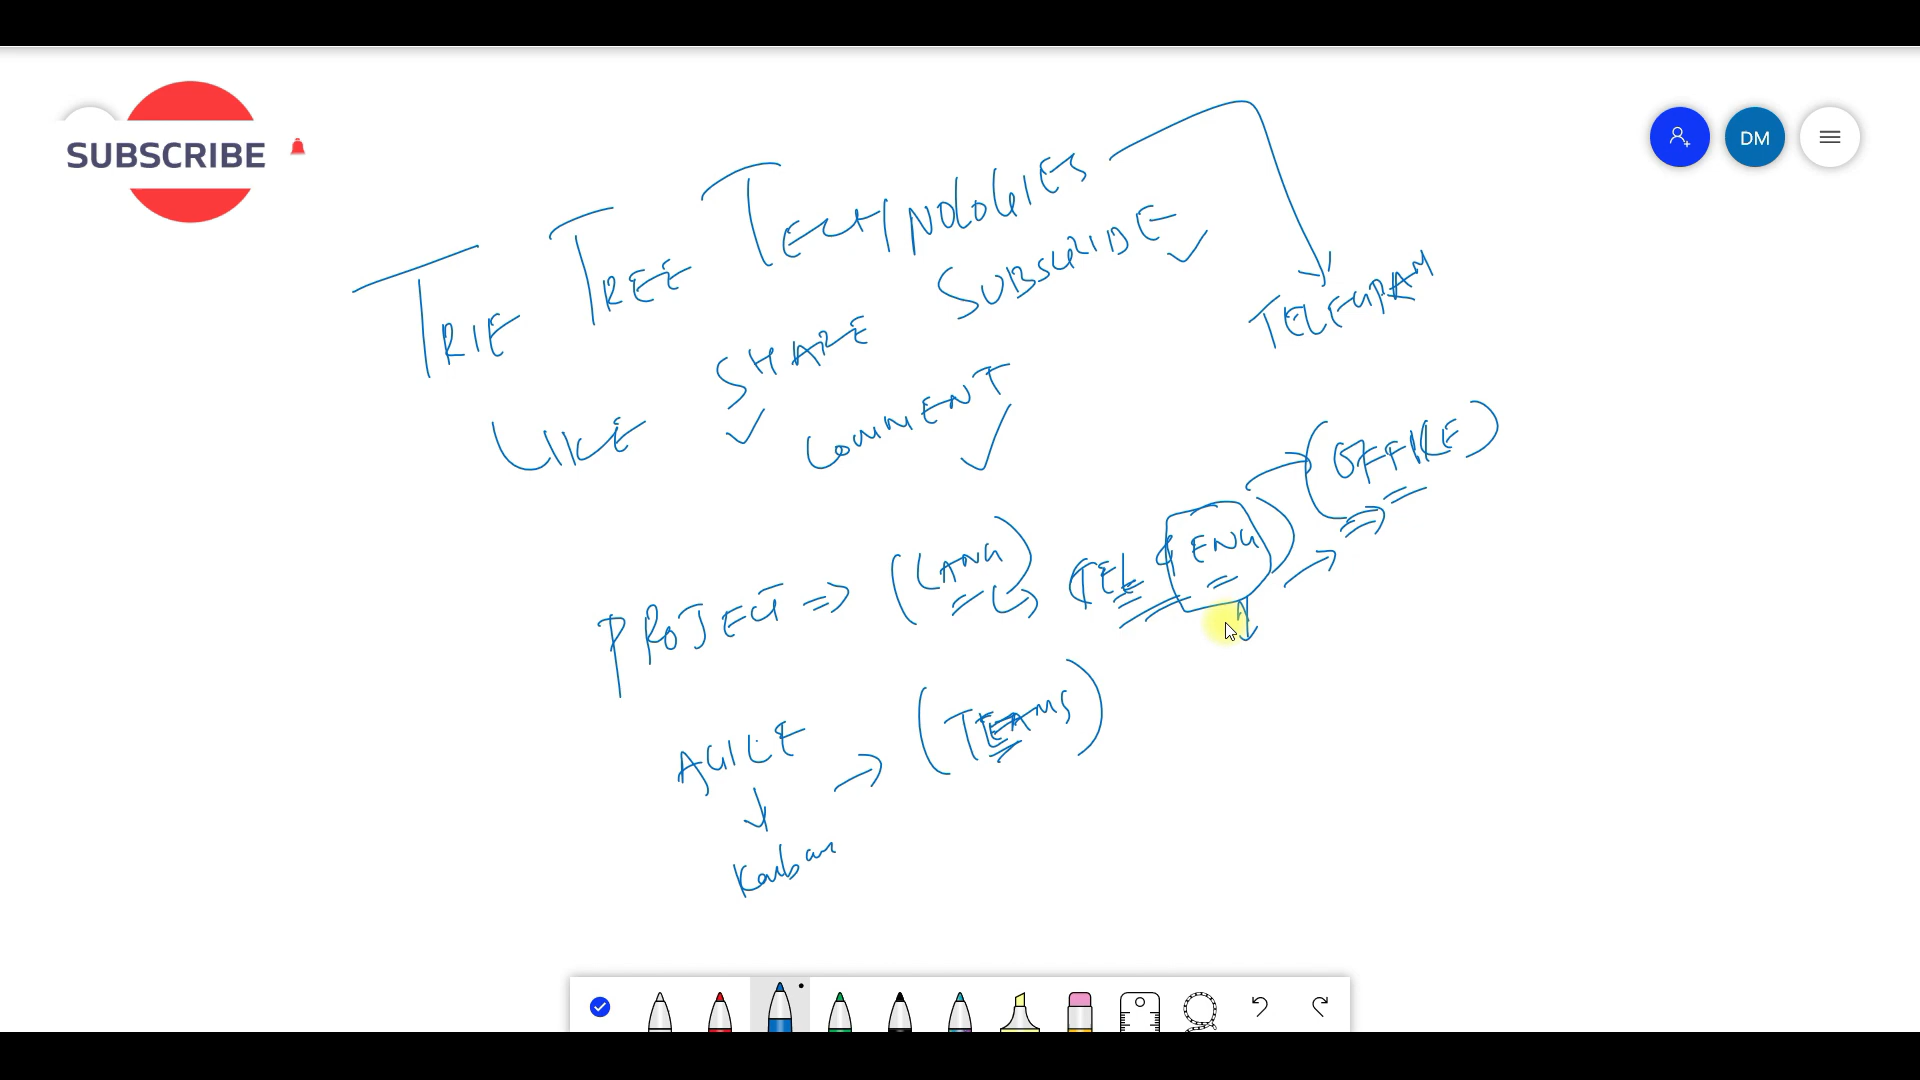 SUBSCRIBE
DM
TRIE TREE TECHNOLOGIES
TELEGRAM
LIKE SHARE SUBSCRIBE
COMMENT
PROJECT => (LANG) (TEL (ENG)) (OFFICE)
AGILE → (TEAMS)
Kanban